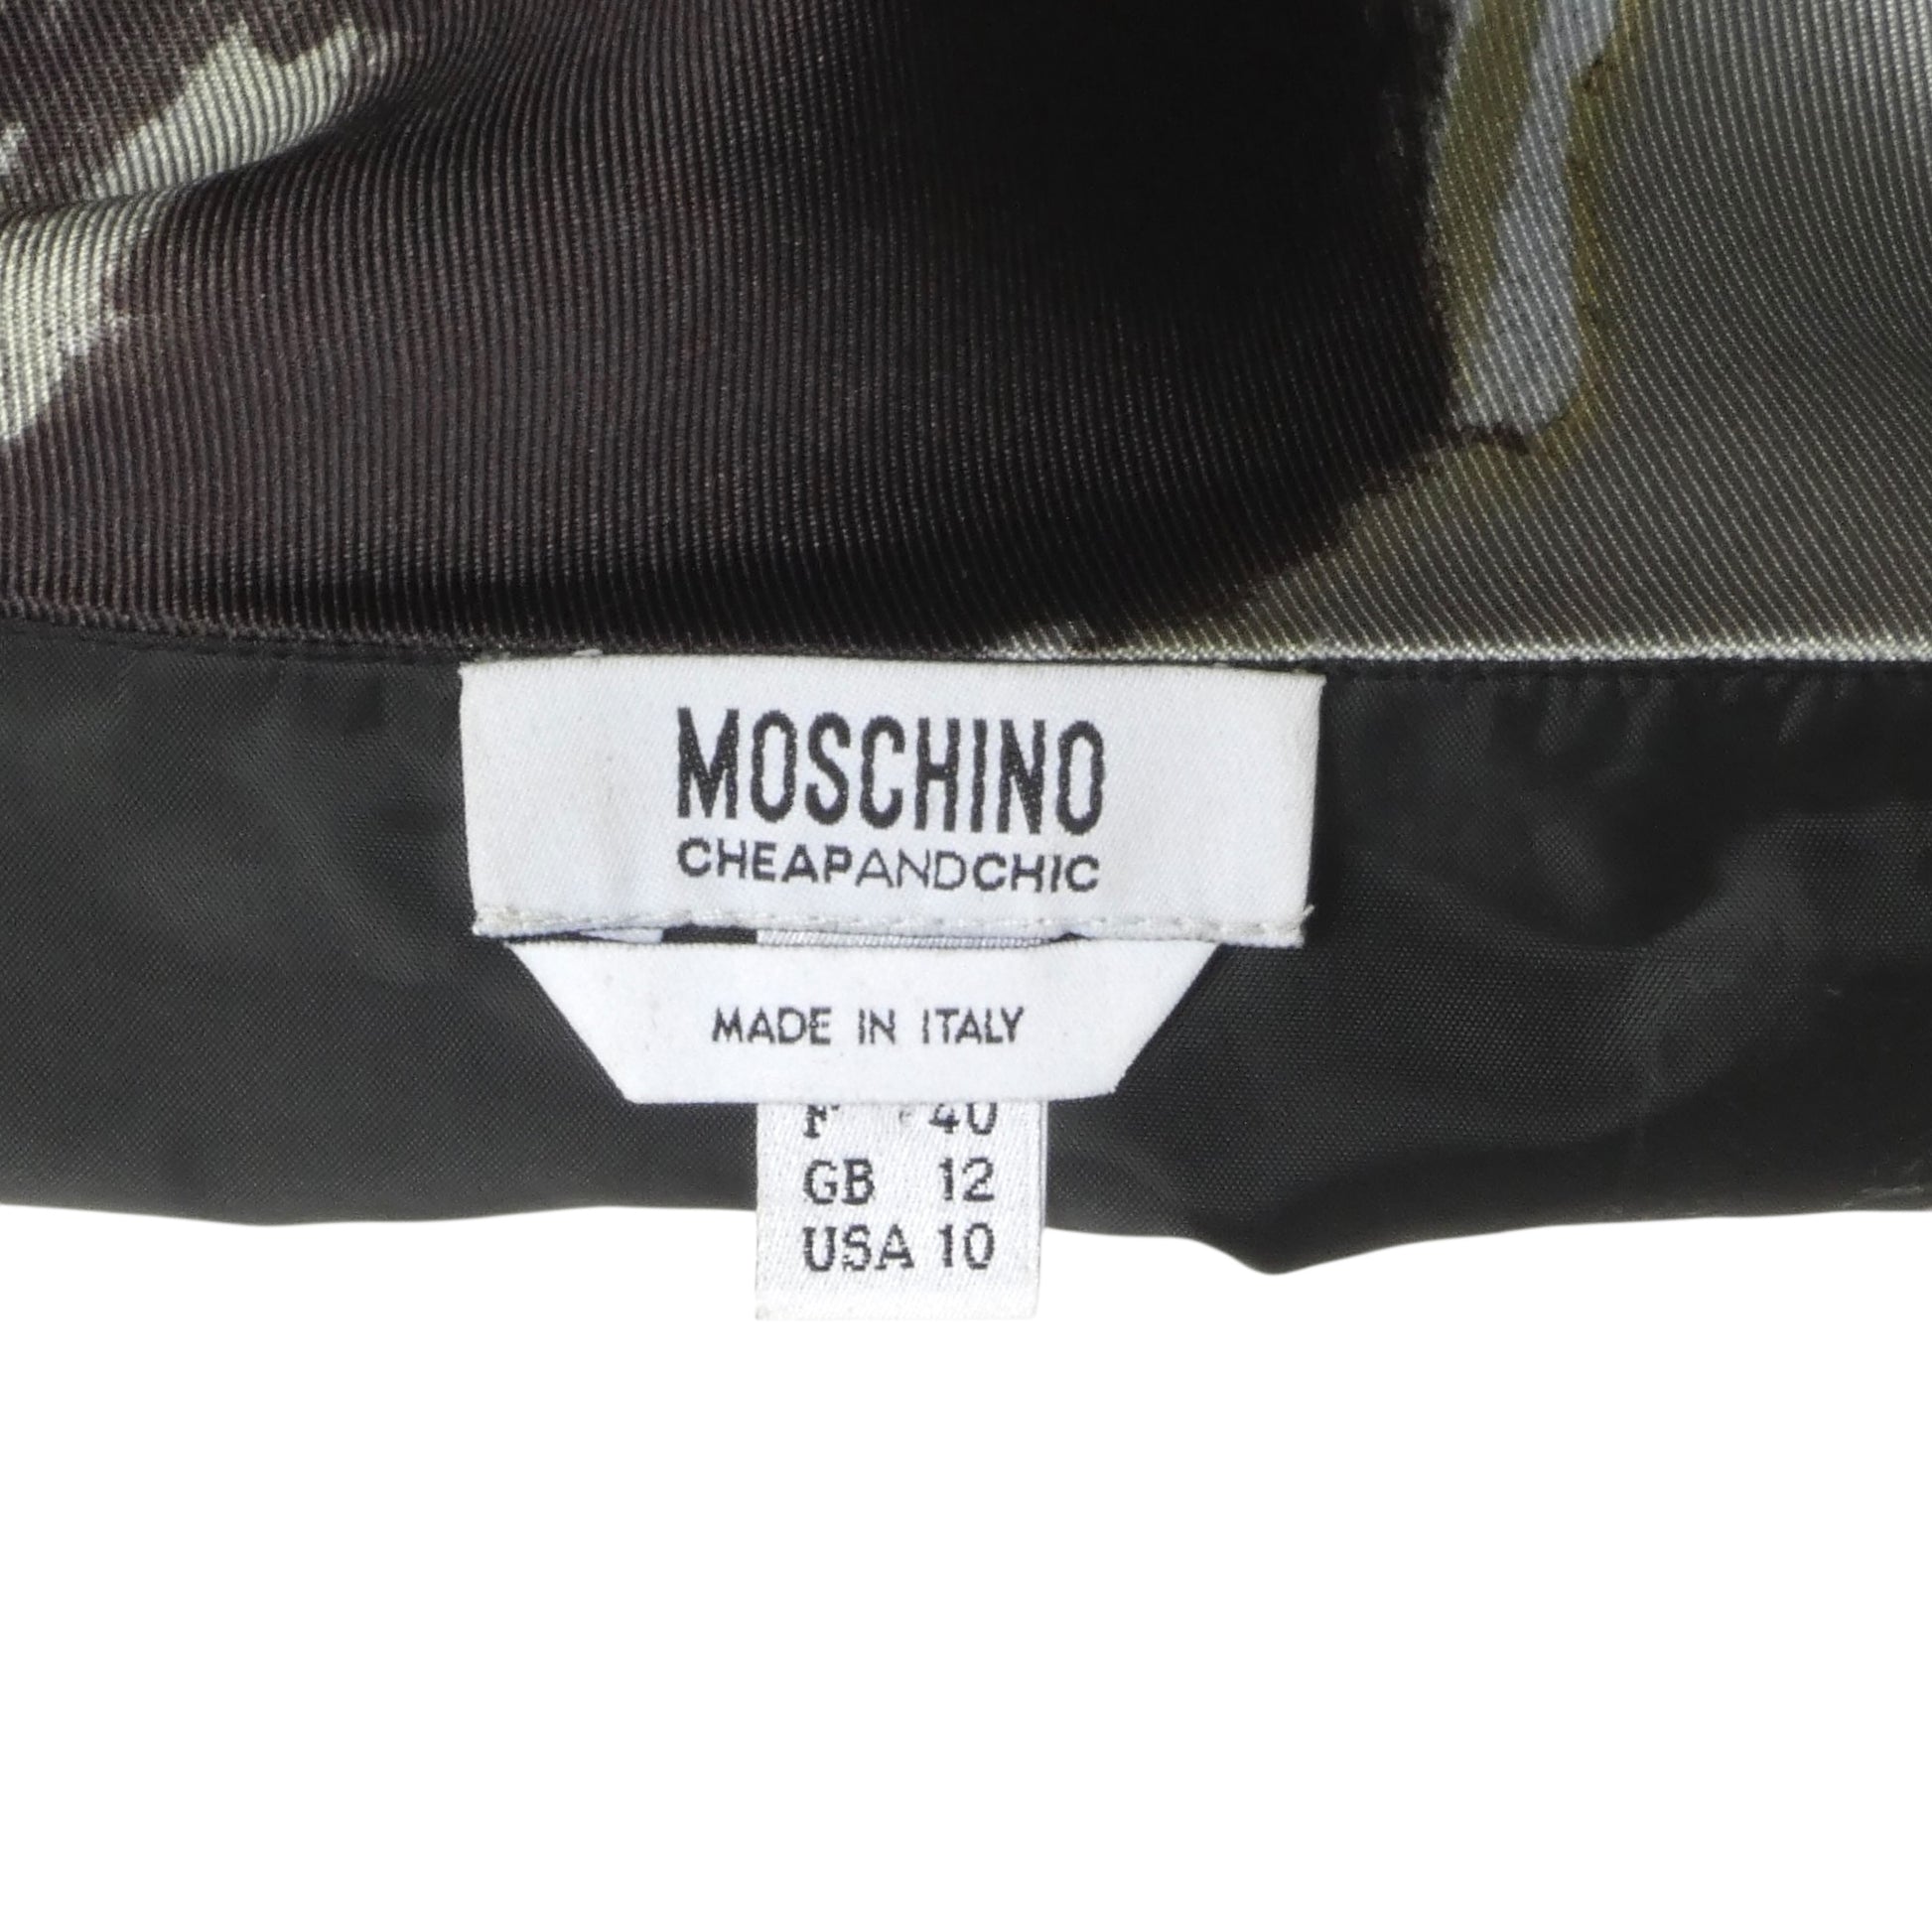 MOSCHINO
CHEAPANDCHIC
MADE IN ITALY
F 40
GB 12
USA 10